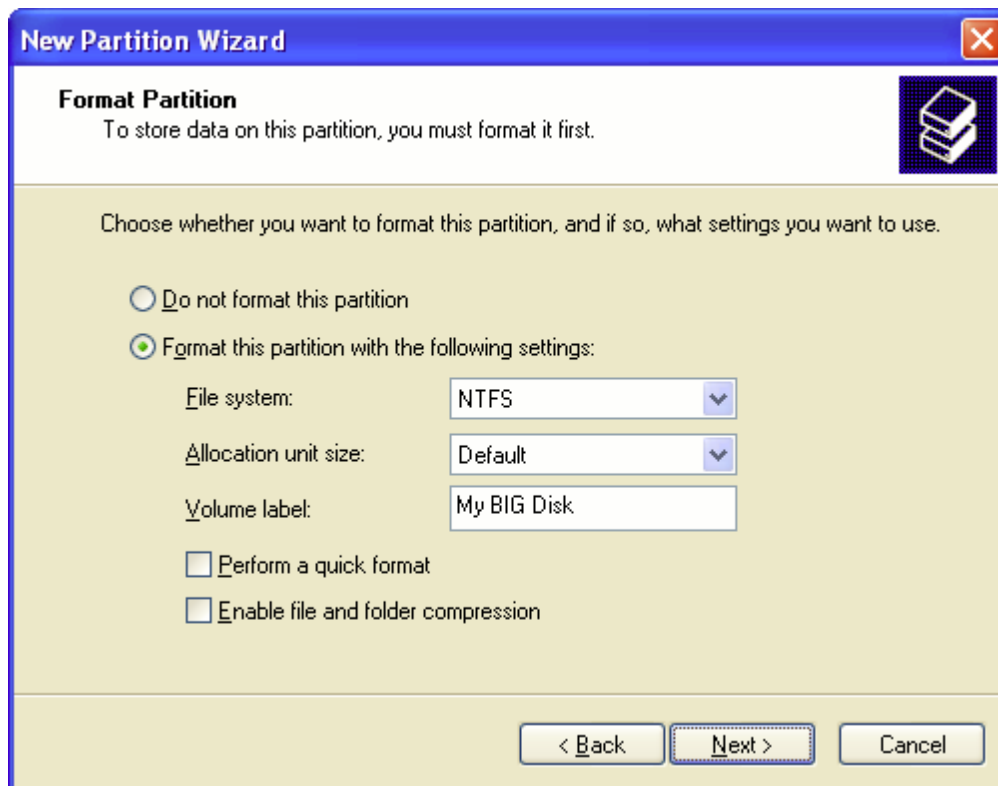 New Partition Wizard
Format Partition
To store data on this partition, you must format it first.
Choose whether you want to format this partition, and if so, what settings you want to use.
Do not format this partition
Format this partition with the following settings:
File system: NTFS
Allocation unit size: Default
Volume label: My BIG Disk
Perform a quick format
Enable file and folder compression
< Back Next > Cancel